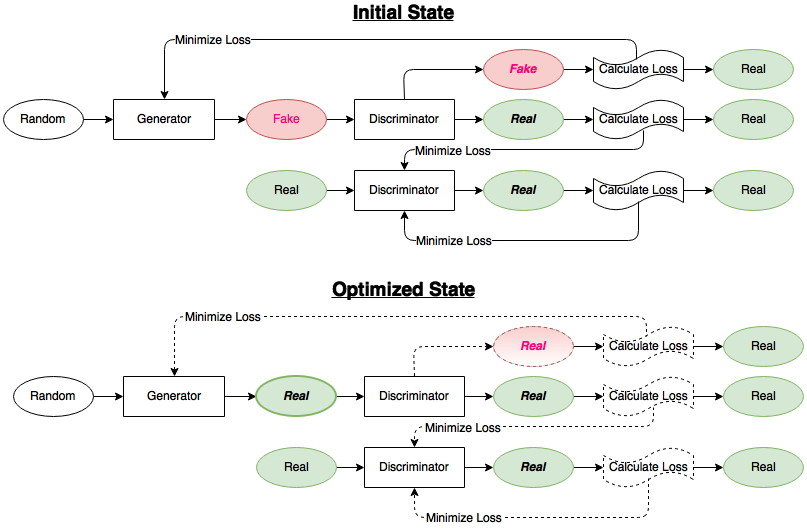 Initial State
Minimize Loss
Fake Calculate Loss Real
Random Generator Fake Discriminator Real Calculate Loss Real
Minimize Loss
Real Discriminator Real Calculate Loss Real
Minimize Loss
Optimized State
Minimize Loss
Real Calculate Loss Real
Random Generator Real Discriminator Real Calculate Loss Real
Minimize Loss
Real Discriminator Real Calculate Loss Real
Minimize Loss